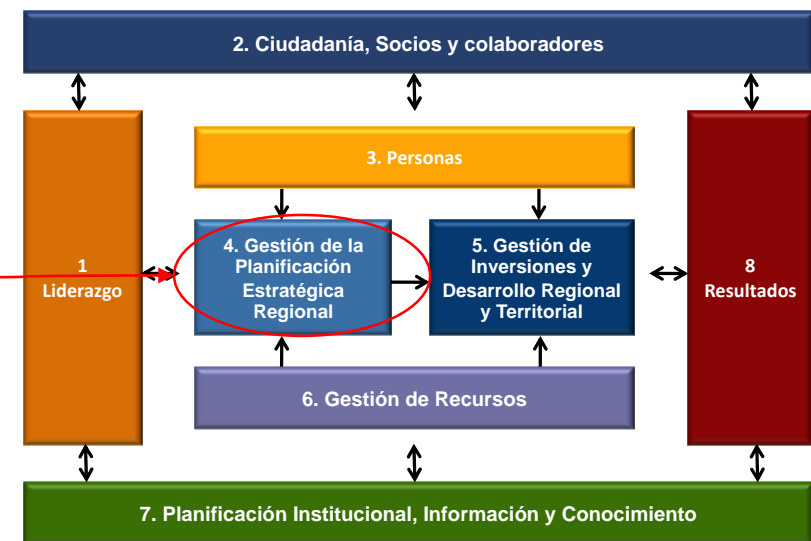 2. Ciudadanía, Socios y colaboradores
3. Personas
1
Liderazgo
4. Gestión de la
Planificación
Estratégica
Regional
5. Gestión de
Inversiones y
Desarrollo Regional
y Territorial
8
Resultados
6. Gestión de Recursos
7. Planificación Institucional, Información y Conocimiento